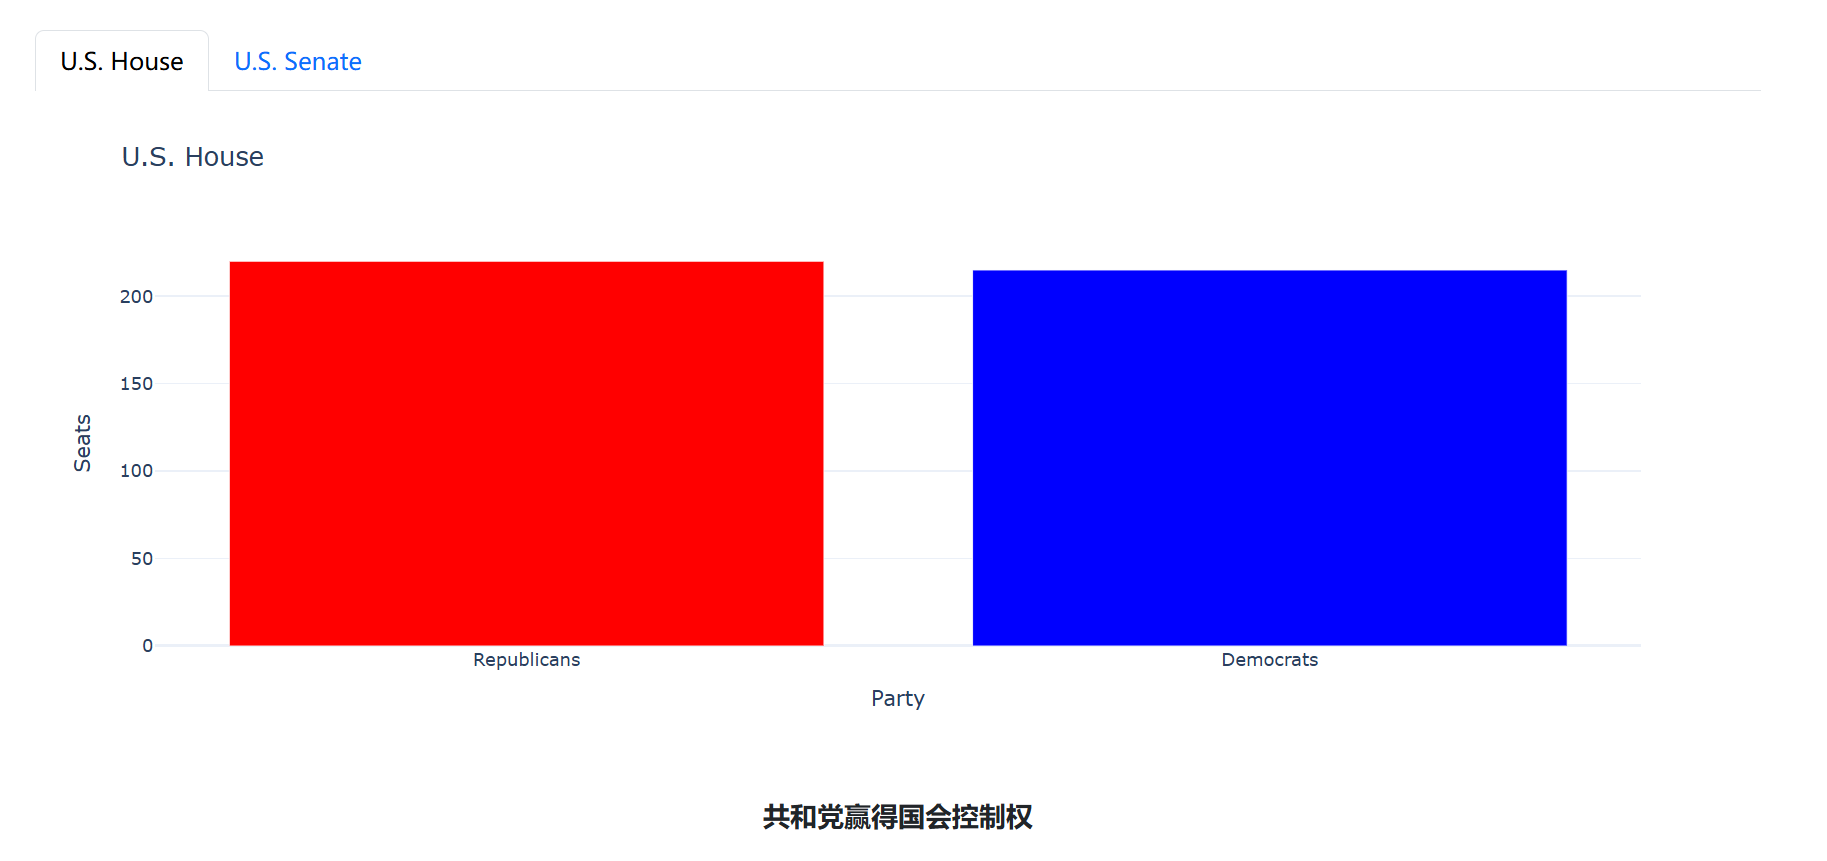 U.S. House
U.S. Senate
U.S. House
200
150
100
50
0
Seats
Republicans
Democrats
Party
共和党赢得国会控制权